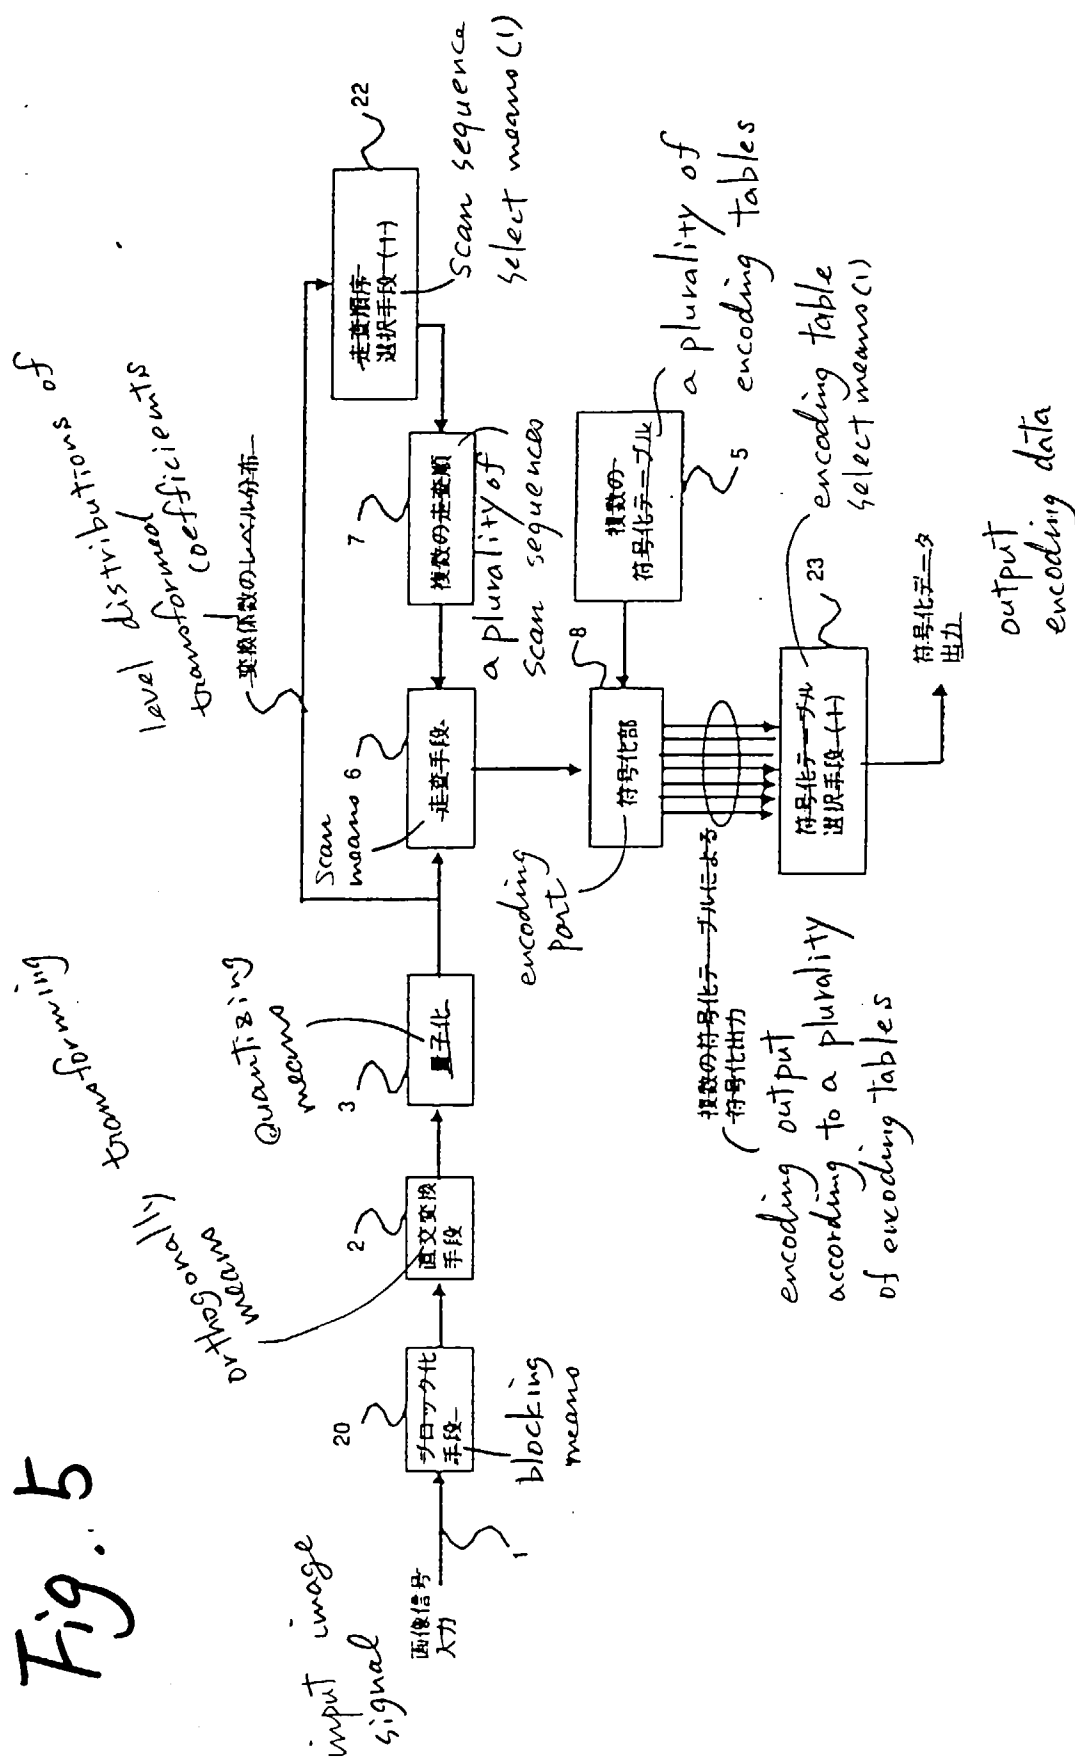 Fig. 5
input image
signal
画像信号
入力
1
20
ブロック化
手段
blocking
means
orthogonally transforming
means
2
直交変換
手段
Quantizing
means
3
量子化
level distributions of
transformed
coefficients
変換係数のレベル分布
scan
means
6
走査手段
7
複数の走査順
a plurality of
scan sequences
22
走査順序
選択手段(1)
scan sequence
select means(1)
encoding
port
8
符号化部
複数の
符号化テーブル
5
a plurality of
encoding tables
複数の符号化テーブルによる
符号化出力
encoding output
according to a plurality
of encoding tables
符号化テーブル
選択手段(1)
23
encoding table
select means(1)
符号化データ
出力
output
encoding data